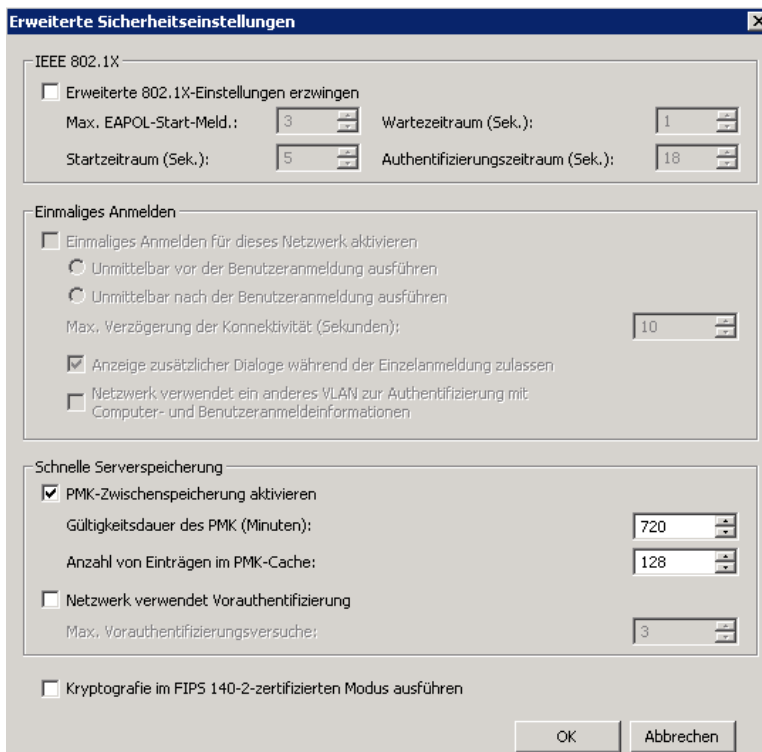 Erweiterte Sicherheitseinstellungen
IEEE 802.1X
Erweiterte 802.1X-Einstellungen erzwingen
Max. EAPOL-Start-Meld.: 3 Wartezeitraum (Sek.): 1
Startzeitraum (Sek.): 5 Authentifizierungszeitraum (Sek.): 18
Einmaliges Anmelden
Einmaliges Anmelden für dieses Netzwerk aktivieren
Unmittelbar vor der Benutzeranmeldung ausführen
Unmittelbar nach der Benutzeranmeldung ausführen
Max. Verzögerung der Konnektivität (Sekunden): 10
Anzeige zusätzlicher Dialoge während der Einzelanmeldung zulassen
Netzwerk verwendet ein anderes VLAN zur Authentifizierung mit
Computer- und Benutzeranmeldeinformationen
Schnelle Serverspeicherung
PMK-Zwischenspeicherung aktivieren
Gültigkeitsdauer des PMK (Minuten): 720
Anzahl von Einträgen im PMK-Cache: 128
Netzwerk verwendet Vorauthentifizierung
Max. Vorauthentifizierungsversuche: 3
Kryptografie im FIPS 140-2-zertifizierten Modus ausführen
OK Abbrechen